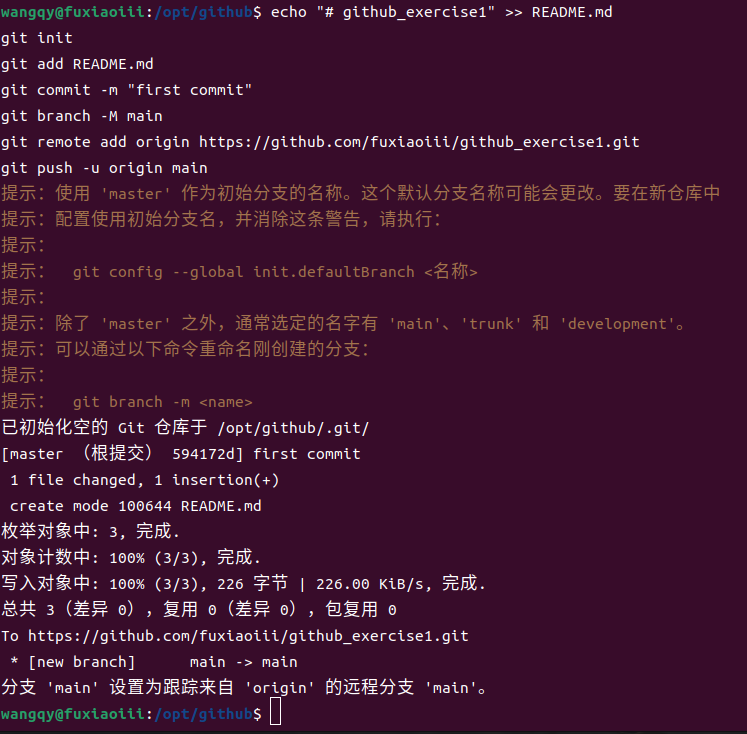 wangqy@fuxiaoiii:/opt/github$ echo "# github_exercise1" >> README.md
git init
git add README.md
git commit -m "first commit"
git branch -M main
git remote add origin https://github.com/fuxiaoiii/github_exercise1.git
git push -u origin main
提示：使用 'master' 作为初始分支的名称。这个默认分支名称可能会更改。要在新仓库中
提示：配置使用初始分支名，并消除这条警告，请执行：
提示：
提示：  git config --global init.defaultBranch <名称>
提示：
提示：除了 'master' 之外，通常选定的名字有 'main'、'trunk' 和 'development'。
提示：可以通过以下命令重命名刚创建的分支：
提示：
提示：  git branch -m <name>
已初始化空的 Git 仓库于 /opt/github/.git/
[master （根提交） 594172d] first commit
 1 file changed, 1 insertion(+)
 create mode 100644 README.md
枚举对象中: 3, 完成.
对象计数中: 100% (3/3), 完成.
写入对象中: 100% (3/3), 226 字节 | 226.00 KiB/s, 完成.
总共 3（差异 0），复用 0（差异 0），包复用 0
To https://github.com/fuxiaoiii/github_exercise1.git
 * [new branch]      main -> main
分支 'main' 设置为跟踪来自 'origin' 的远程分支 'main'。
wangqy@fuxiaoiii:/opt/github$